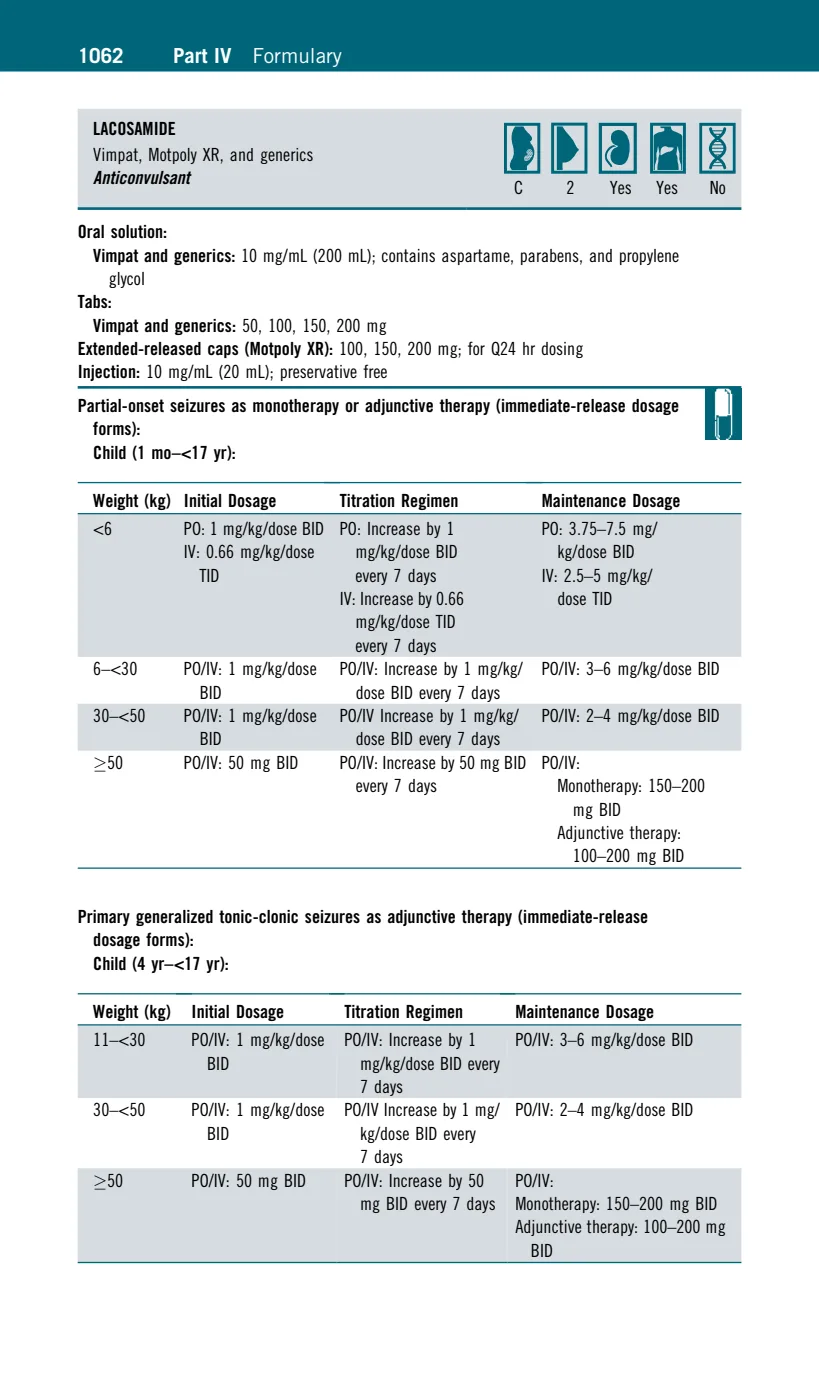 1062 Part IV Formulary
LACOSAMIDE
Vimpat, Motpoly XR, and generics
Anticonvulsant
C 2 Yes Yes No
Oral solution:
Vimpat and generics: 10 mg/mL (200 mL); contains aspartame, parabens, and propylene
glycol
Tabs:
Vimpat and generics: 50, 100, 150, 200 mg
Extended-released caps (Motpoly XR): 100, 150, 200 mg; for Q24 hr dosing
Injection: 10 mg/mL (20 mL); preservative free
Partial-onset seizures as monotherapy or adjunctive therapy (immediate-release dosage
forms):
Child (1 mo–<17 yr):
Weight (kg) Initial Dosage Titration Regimen Maintenance Dosage
<6 PO: 1 mg/kg/dose BID PO: Increase by 1 PO: 3.75–7.5 mg/
IV: 0.66 mg/kg/dose mg/kg/dose BID kg/dose BID
TID every 7 days IV: 2.5–5 mg/kg/
IV: Increase by 0.66 dose TID
mg/kg/dose TID
every 7 days
6–<30 PO/IV: 1 mg/kg/dose PO/IV: Increase by 1 mg/kg/ PO/IV: 3–6 mg/kg/dose BID
BID dose BID every 7 days
30–<50 PO/IV: 1 mg/kg/dose PO/IV Increase by 1 mg/kg/ PO/IV: 2–4 mg/kg/dose BID
BID dose BID every 7 days
≥50 PO/IV: 50 mg BID PO/IV: Increase by 50 mg BID PO/IV:
every 7 days Monotherapy: 150–200
mg BID
Adjunctive therapy:
100–200 mg BID
Primary generalized tonic-clonic seizures as adjunctive therapy (immediate-release
dosage forms):
Child (4 yr–<17 yr):
Weight (kg) Initial Dosage Titration Regimen Maintenance Dosage
11–<30 PO/IV: 1 mg/kg/dose PO/IV: Increase by 1 PO/IV: 3–6 mg/kg/dose BID
BID mg/kg/dose BID every
7 days
30–<50 PO/IV: 1 mg/kg/dose PO/IV Increase by 1 mg/ PO/IV: 2–4 mg/kg/dose BID
BID kg/dose BID every
7 days
≥50 PO/IV: 50 mg BID PO/IV: Increase by 50 PO/IV:
mg BID every 7 days Monotherapy: 150–200 mg BID
Adjunctive therapy: 100–200 mg
BID